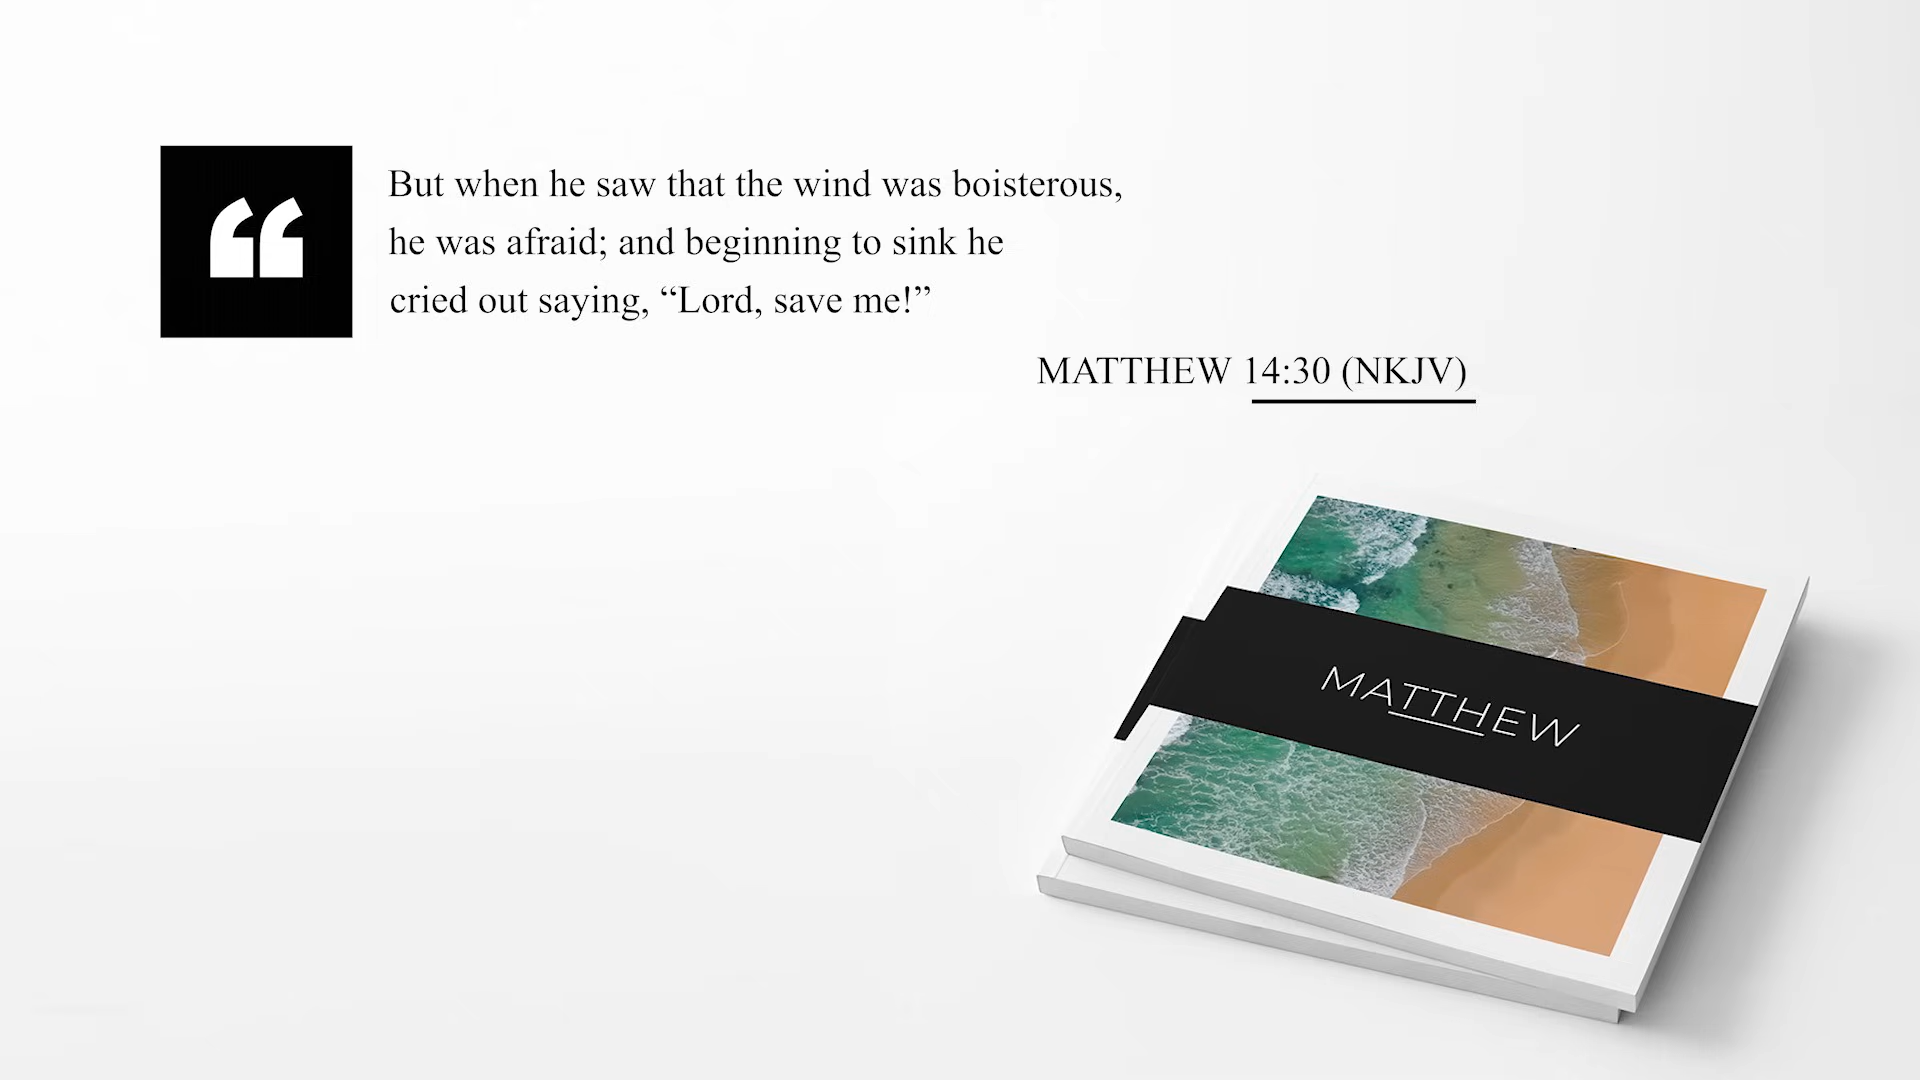 But when he saw that the wind was boisterous,
he was afraid; and beginning to sink he
cried out saying, “Lord, save me!”
MATTHEW 14:30 (NKJV)
MATTHEW